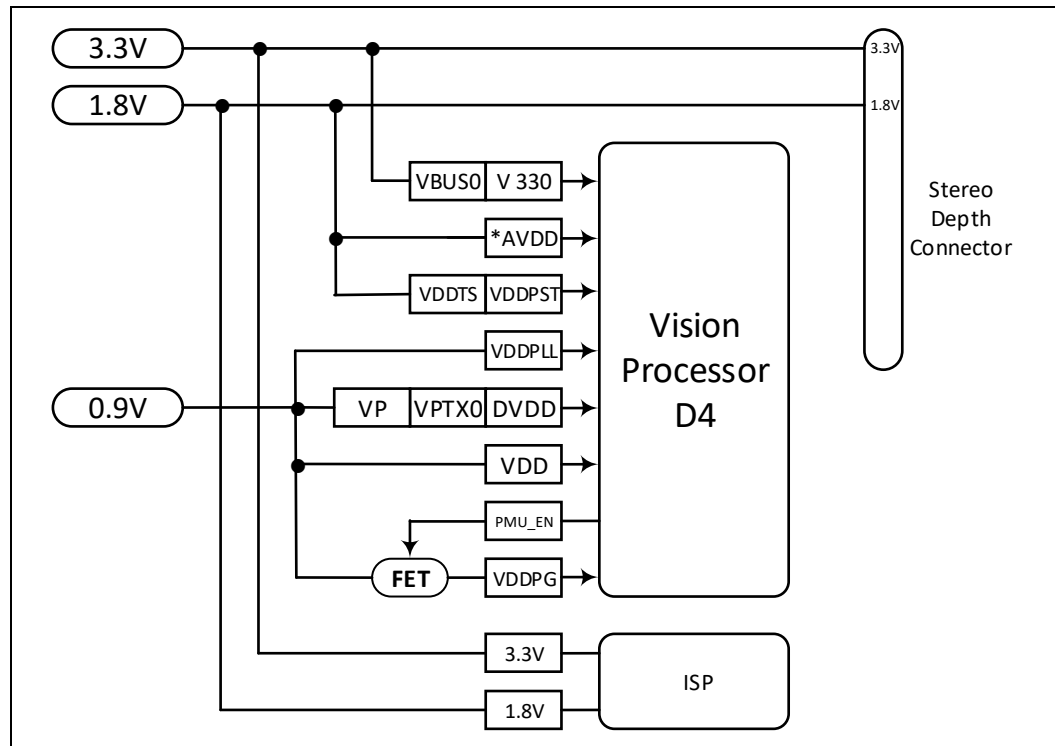 3.3V
3.3V
1.8V
1.8V
VBUS0 V 330
*AVDD
Stereo
Depth
Connector
VDDTS VDDPST
Vision
Processor
D4
VDDPLL
0.9V
VP VPTX0 DVDD
VDD
PMU_EN
FET
VDDPG
3.3V
ISP
1.8V